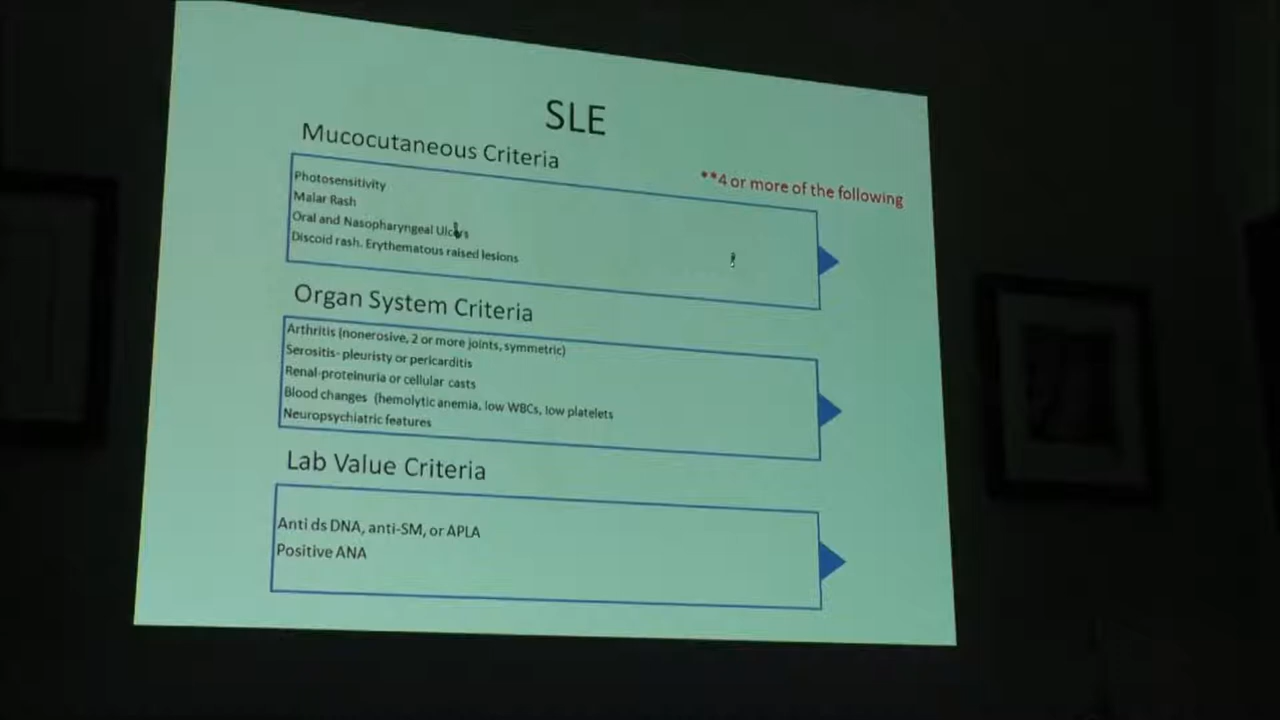 SLE
Mucocutaneous Criteria
**4 or more of the following
Photosensitivity
Malar Rash
Oral and Nasopharyngeal Ulcers
Discoid rash. Erythematous raised lesions
Organ System Criteria
Arthritis (nonerosive, 2 or more joints, symmetric)
Serositis- pleuristy or pericarditis
Renal-proteinuria or cellular casts
Blood changes (hemolytic anemia, low WBCs, low platelets
Neuropsychiatric features
Lab Value Criteria
Anti ds DNA, anti-SM, or APLA
Positive ANA